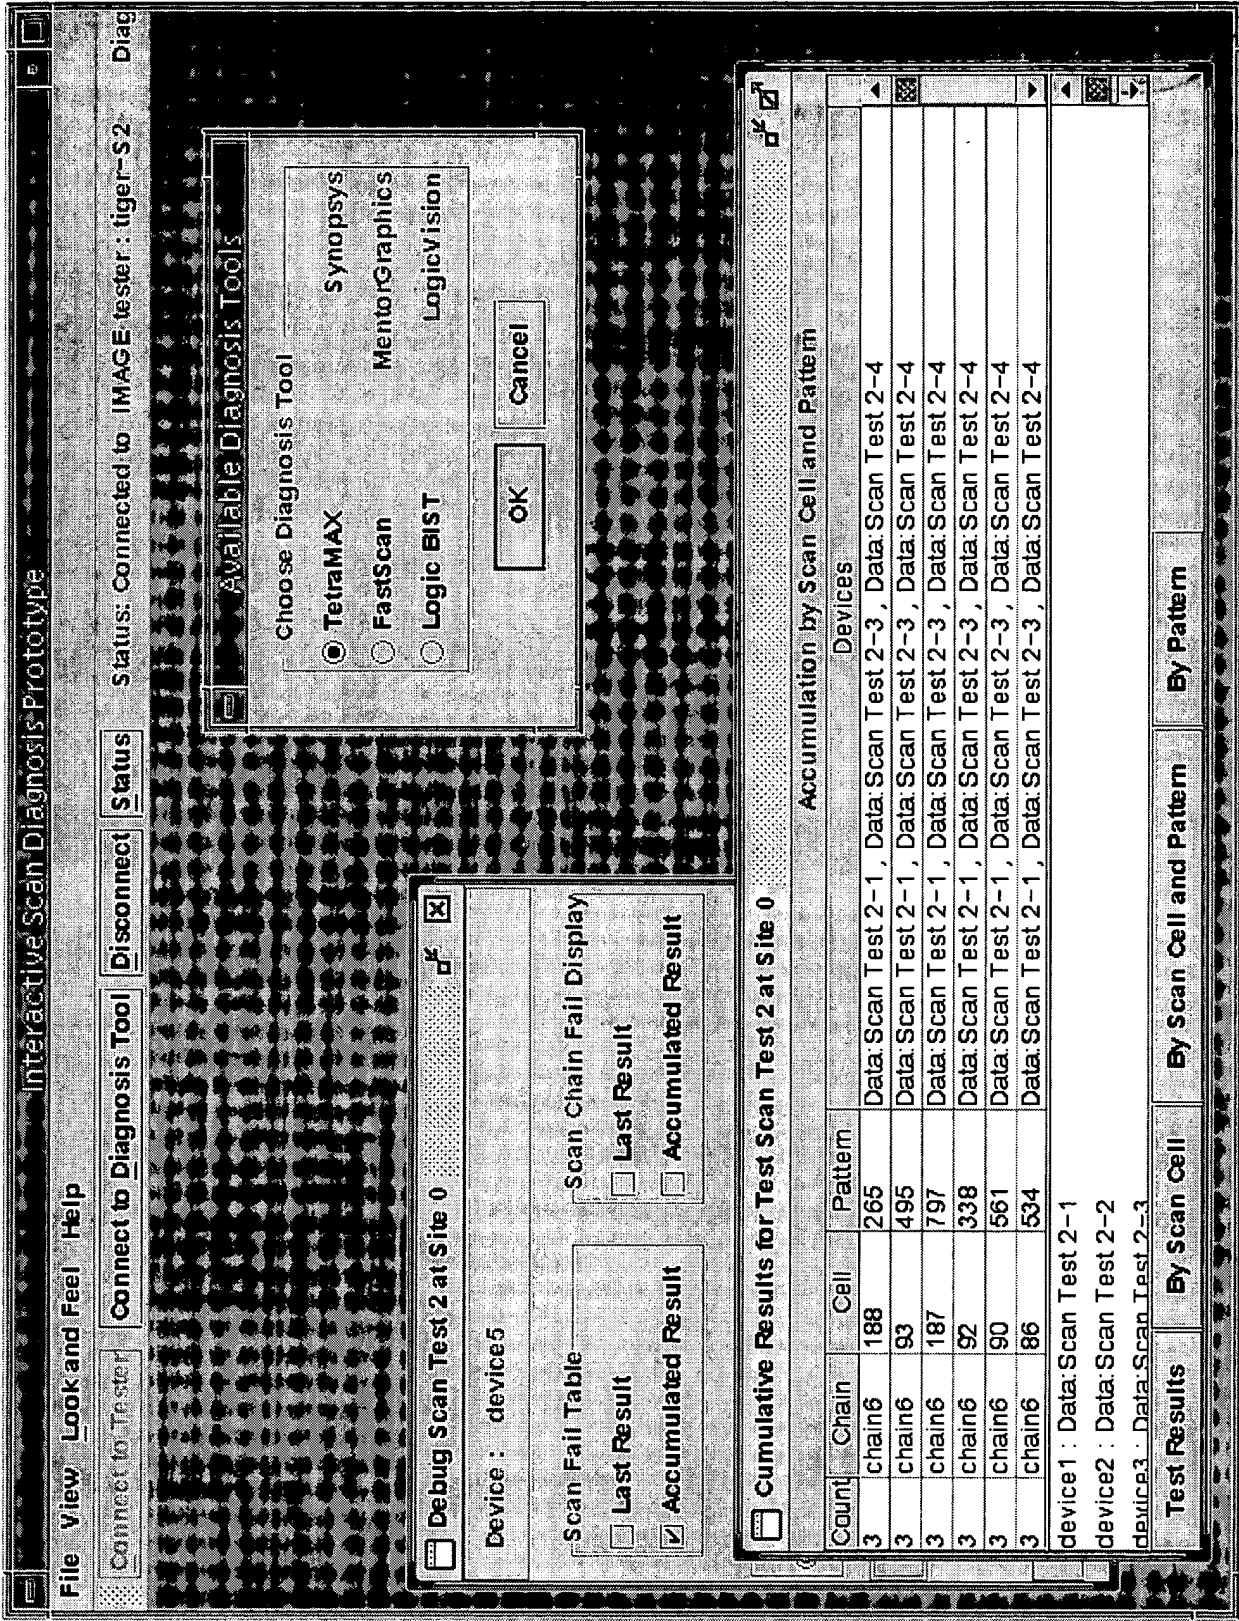 Interactive Scan Diagnosis Prototype
File View Look and Feel Help
Connect to Tester Connect to Diagnosis Tool Disconnect Status Status: Connected to IMAGE tester : tiger-S2 Diag
Available Diagnosis Tools
Choose Diagnosis Tool
TetraMAX Synopsys
FastScan MentorGraphics
Logic BIST LogicVision
OK Cancel
Debug Scan Test 2 at Site 0
Device : device5
Scan Fail Table Scan Chain Fail Display
Last Result Last Result
Accumulated Result Accumulated Result
Cumulative Results for Test Scan Test 2 at Site 0
Accumulation by Scan Cell and Pattern
Count Chain Cell Pattern Devices
3 chain6 188 265 Data:Scan Test 2-1, Data:Scan Test 2-3, Data:Scan Test 2-4
3 chain6 93 495 Data:Scan Test 2-1, Data:Scan Test 2-3, Data:Scan Test 2-4
3 chain6 187 797 Data:Scan Test 2-1, Data:Scan Test 2-3, Data:Scan Test 2-4
3 chain6 92 338 Data:Scan Test 2-1, Data:Scan Test 2-3, Data:Scan Test 2-4
3 chain6 90 561 Data:Scan Test 2-1, Data:Scan Test 2-3, Data:Scan Test 2-4
3 chain6 86 534 Data:Scan Test 2-1, Data:Scan Test 2-3, Data:Scan Test 2-4
device1 : Data:Scan Test 2-1
device2 : Data:Scan Test 2-2
device3 : Data:Scan Test 2-3
Test Results By Scan Cell By Scan Cell and Pattern By Pattern